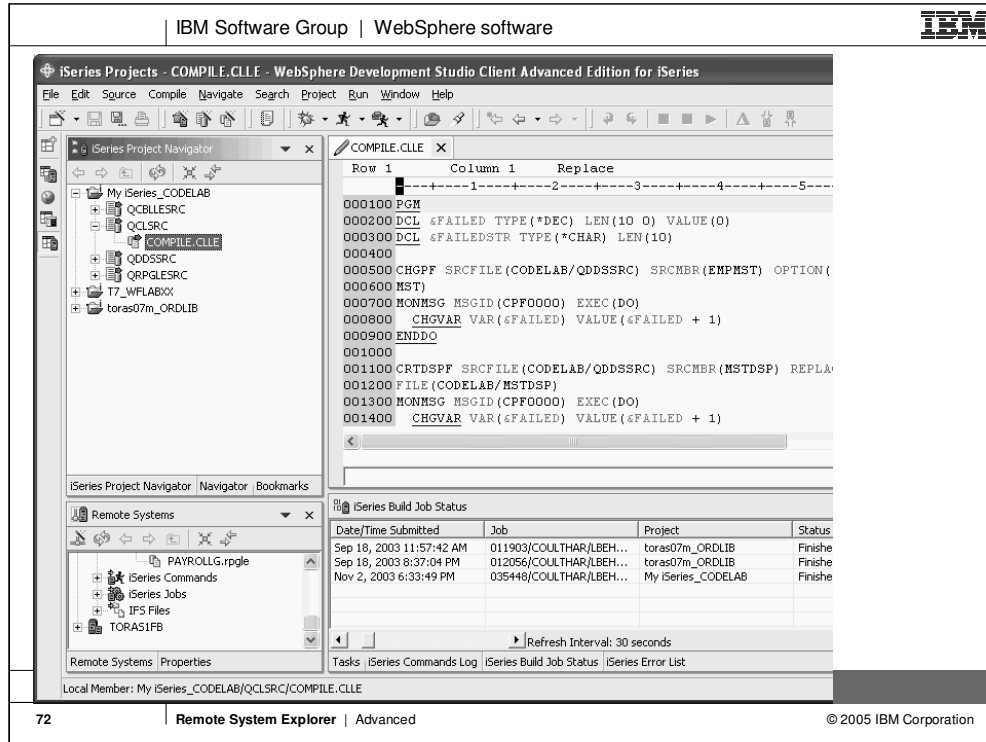 IBM Software Group | WebSphere software
IBM
iSeries Projects - COMPILE.CLLE - WebSphere Development Studio Client Advanced Edition for iSeries
File Edit Source Compile Navigate Search Project Run Window Help
iSeries Project Navigator
My iSeries_CODELAB
QCBLLESRC
QCLSRC
COMPILE.CLLE
QDDSSRC
QRPGLESRC
T7_WFLABXX
toras07m_ORDLIB
iSeries Project Navigator Navigator Bookmarks
COMPILE.CLLE
Row 1 Column 1 Replace
----+----1----+----2----+----3----+----4----+----5---
000100 PGM
000200 DCL &FAILED TYPE(*DEC) LEN(10 0) VALUE(0)
000300 DCL &FAILEDSTR TYPE(*CHAR) LEN(10)
000400
000500 CHGPF SRCFILE(CODELAB/QDDSSRC) SRCMBR(EMPMST) OPTION(
000600 MST)
000700 MONMSG MSGID(CPF0000) EXEC(DO)
000800 CHGVAR VAR(&FAILED) VALUE(&FAILED + 1)
000900 ENDDO
001000
001100 CRTDSPF SRCFILE(CODELAB/QDDSSRC) SRCMBR(MSTDSP) REPLA
001200 FILE(CODELAB/MSTDSP)
001300 MONMSG MSGID(CPF0000) EXEC(DO)
001400 CHGVAR VAR(&FAILED) VALUE(&FAILED + 1)
Remote Systems
PAYROLLG.rpgle
iSeries Commands
iSeries Jobs
IFS Files
TORAS1FB
Remote Systems Properties
iSeries Build Job Status
Date/Time Submitted Job Project Status
Sep 18, 2003 11:57:42 AM 011903/COULTHAR/LBEH... toras07m_ORDLIB Finishe
Sep 18, 2003 8:37:04 PM 012056/COULTHAR/LBEH... toras07m_ORDLIB Finishe
Nov 2, 2003 6:33:49 PM 035448/COULTHAR/LBEH... My iSeries_CODELAB Finishe
Refresh Interval: 30 seconds
Tasks iSeries Commands Log iSeries Build Job Status iSeries Error List
Local Member: My iSeries_CODELAB/QCLSRC/COMPILE.CLLE
72 Remote System Explorer | Advanced © 2005 IBM Corporation